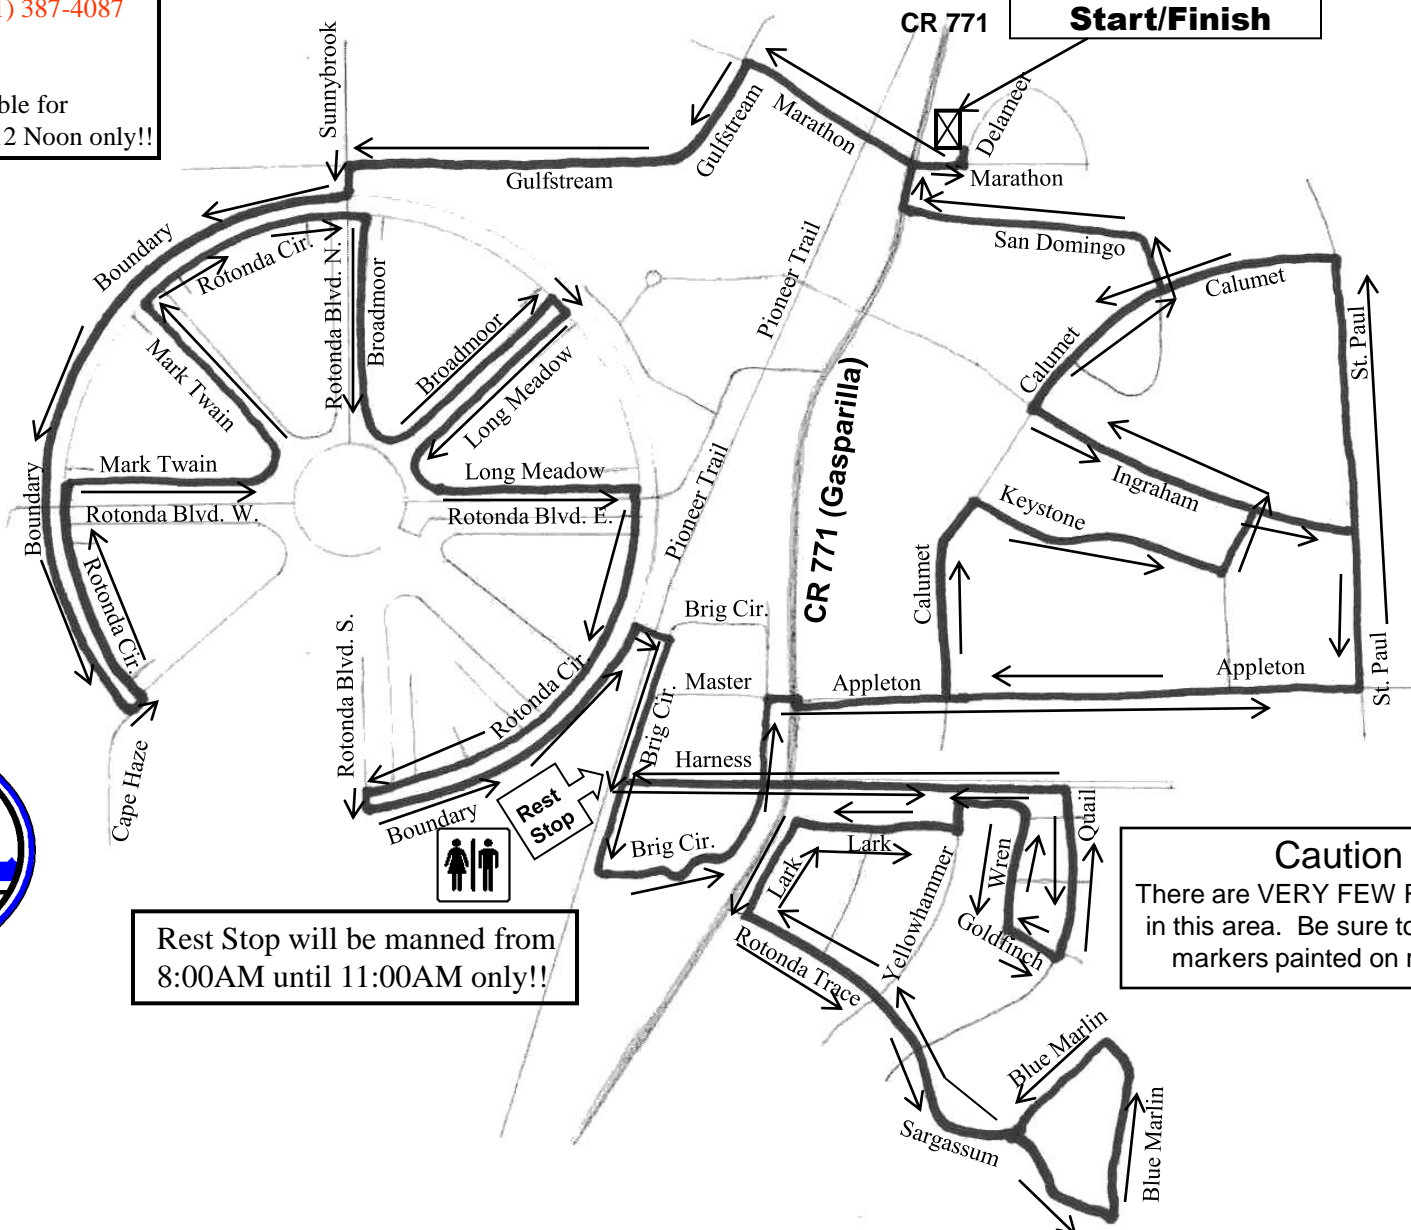 ) 387-4087
CR 771
Start/Finish
for
2 Noon only!!
Sunnybrook
Gulfstream
Marathon
Delameer
Gulfstream
Marathon
San Domingo
Boundary
Rotonda Cir.
Rotonda Blvd. N.
Broadmoor
Pioneer Trail
Calumet
St. Paul
Broadmoor
Mark Twain
Long Meadow
Calumet
CR 771 (Gasparilla)
Mark Twain
Long Meadow
Ingraham
Keystone
Boundary
Rotonda Blvd. W.
Rotonda Blvd. E.
Pioneer Trail
Rotonda Cir.
Calumet
Brig Cir.
Rotonda Blvd. S.
Rotonda Cir.
Master
Appleton
Appleton
St. Paul
Brig Cir.
Harness
Cape Haze
Boundary
Rest
Stop
Brig Cir.
Lark
Lark
Wren
Quail
Yellowhammer
Goldfinch
Rotonda Trace
Caution
There are VERY FEW
in this area. Be sure to
markers painted on
Rest Stop will be manned from
8:00AM until 11:00AM only!!
Blue Marlin
Sargassum
Blue Marlin